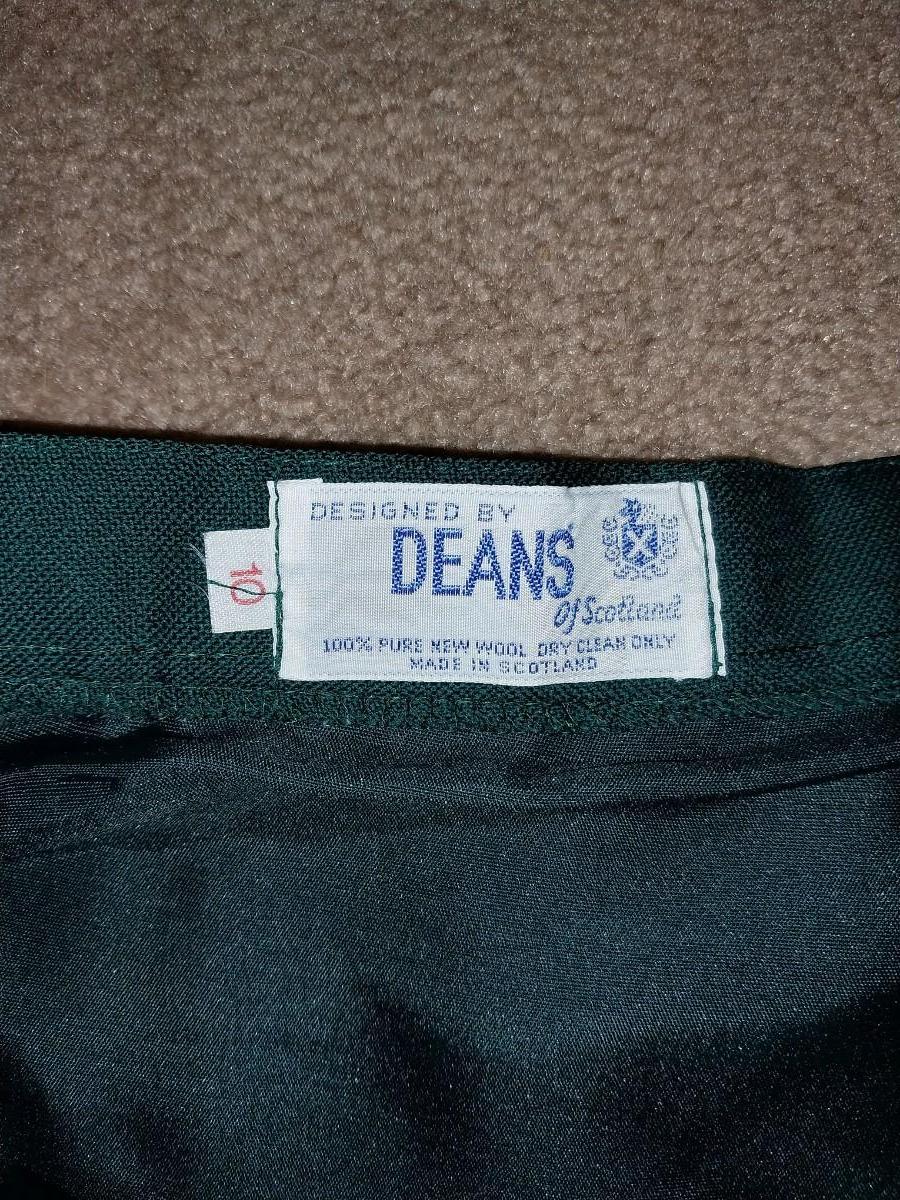 DESIGNED BY
DEANS
of Scotland
100% PURE NEW WOOL DRY CLEAN ONLY
MADE IN SCOTLAND
10